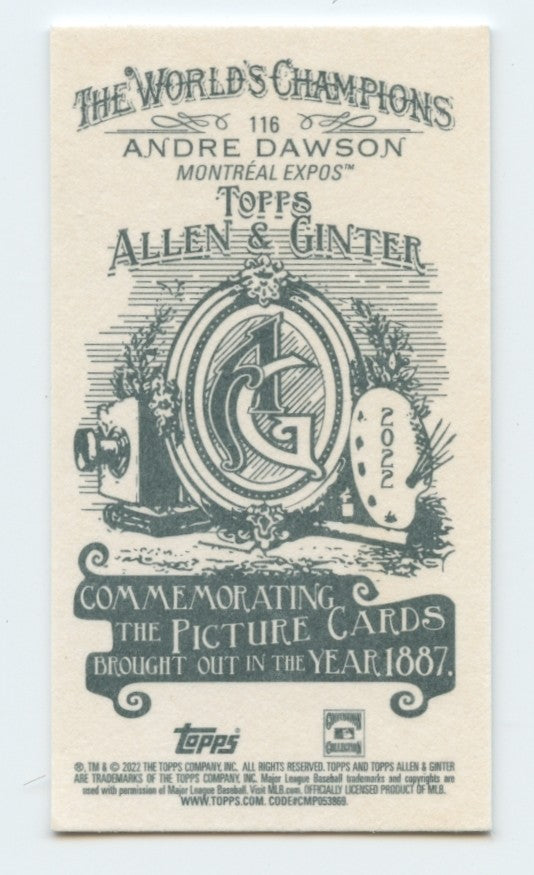 THE WORLD'S CHAMPIONS
116
ANDRE DAWSON
MONTRÉAL EXPOS™
TOPPS
ALLEN & GINTER
AG
2022
COMMEMORATING
THE PICTURE CARDS
BROUGHT OUT IN THE YEAR 1887.
Topps
COOPERSTOWN
COLLECTION
®, TM & © 2022 THE TOPPS COMPANY, INC. ALL RIGHTS RESERVED. TOPPS AND TOPPS ALLEN & GINTER
ARE TRADEMARKS OF THE TOPPS COMPANY, INC. Major League Baseball trademarks and copyrights are
used with permission of Major League Baseball. Visit MLB.com. OFFICIALLY LICENSED PRODUCT OF MLB.
WWW.TOPPS.COM. CODE#CMP053869.